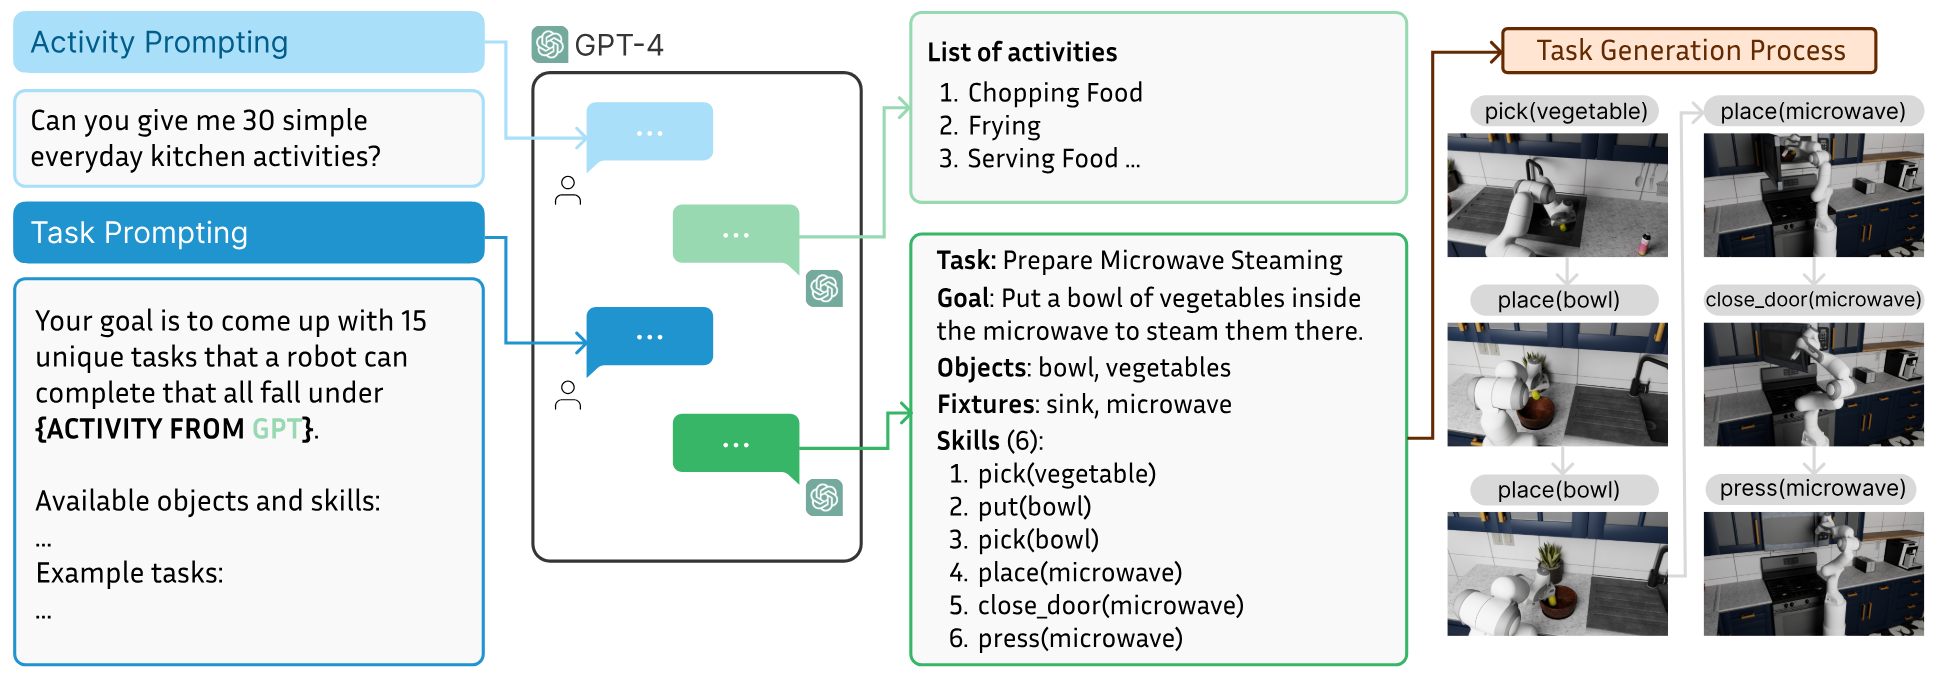 Activity Prompting
Can you give me 30 simple
everyday kitchen activities?
Task Prompting
Your goal is to come up with 15
unique tasks that a robot can
complete that all fall under
{ACTIVITY FROM GPT}.
Available objects and skills:
...
Example tasks:
...
GPT-4
...
...
...
...
List of activities
1. Chopping Food
2. Frying
3. Serving Food ...
Task: Prepare Microwave Steaming
Goal: Put a bowl of vegetables inside
the microwave to steam them there.
Objects: bowl, vegetables
Fixtures: sink, microwave
Skills (6):
1. pick(vegetable)
2. put(bowl)
3. pick(bowl)
4. place(microwave)
5. close_door(microwave)
6. press(microwave)
Task Generation Process
pick(vegetable)
place(bowl)
place(bowl)
place(microwave)
close_door(microwave)
press(microwave)